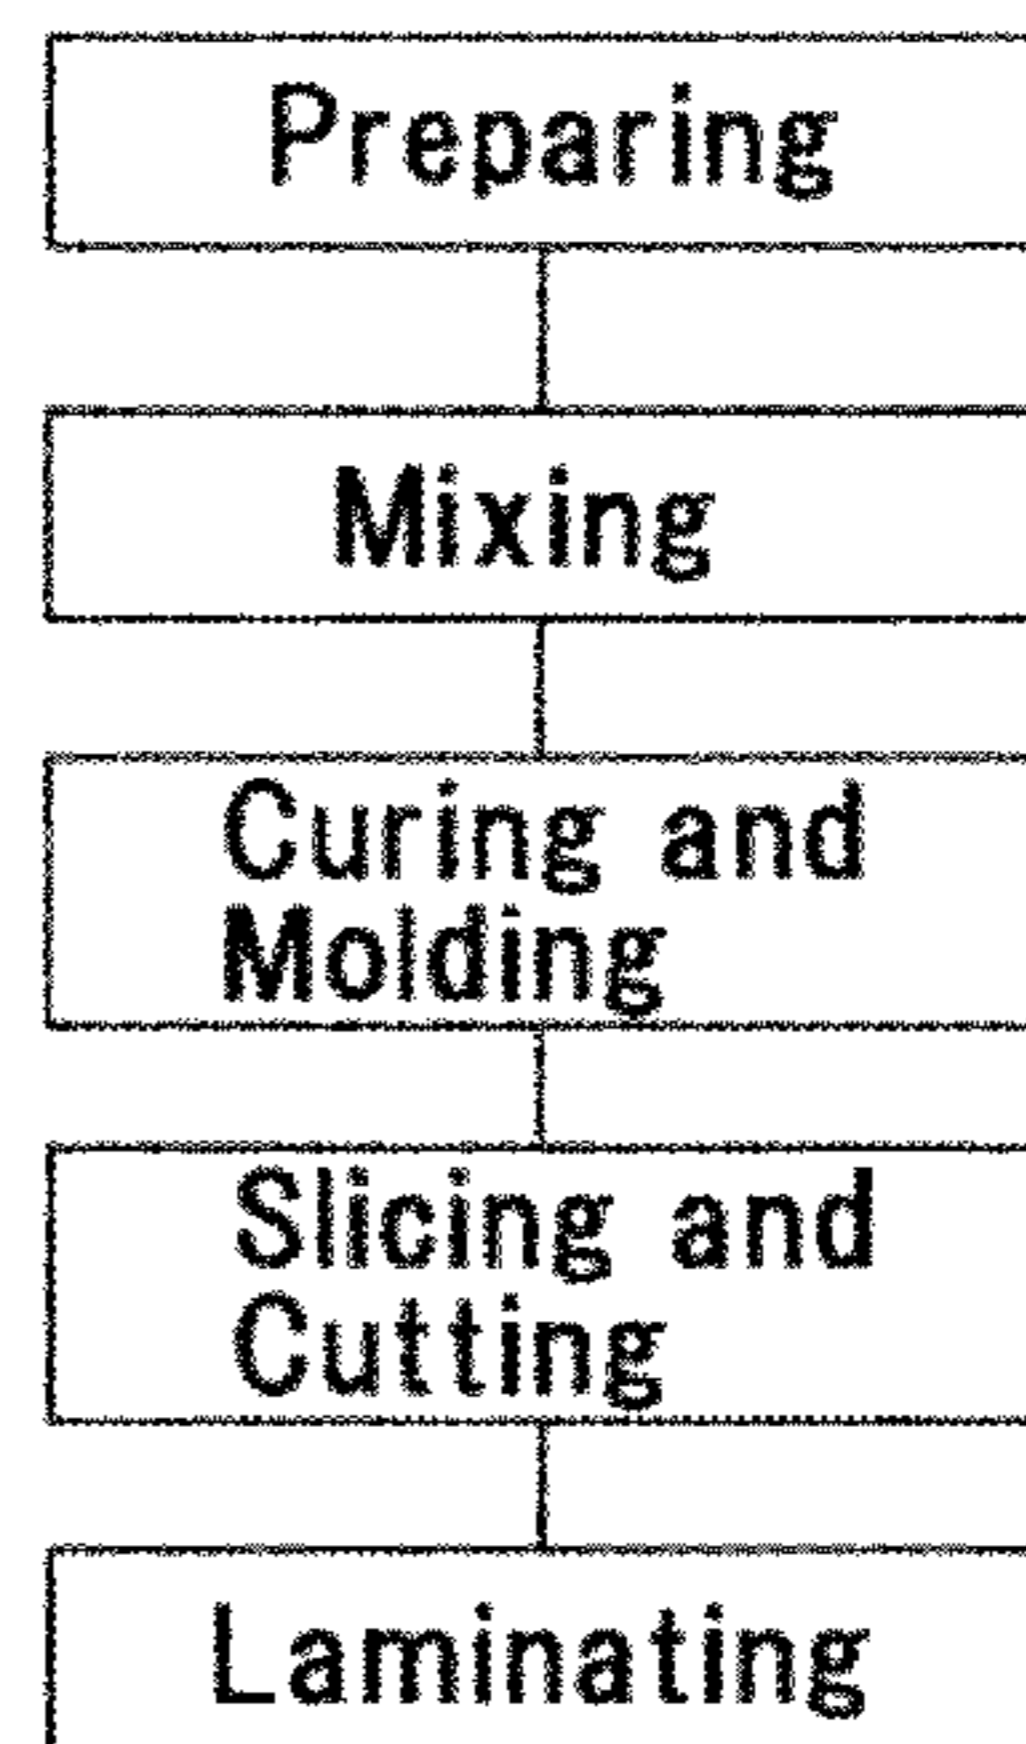 Preparing
Mixing
Curing and
Molding
Slicing and
Cutting
Laminating